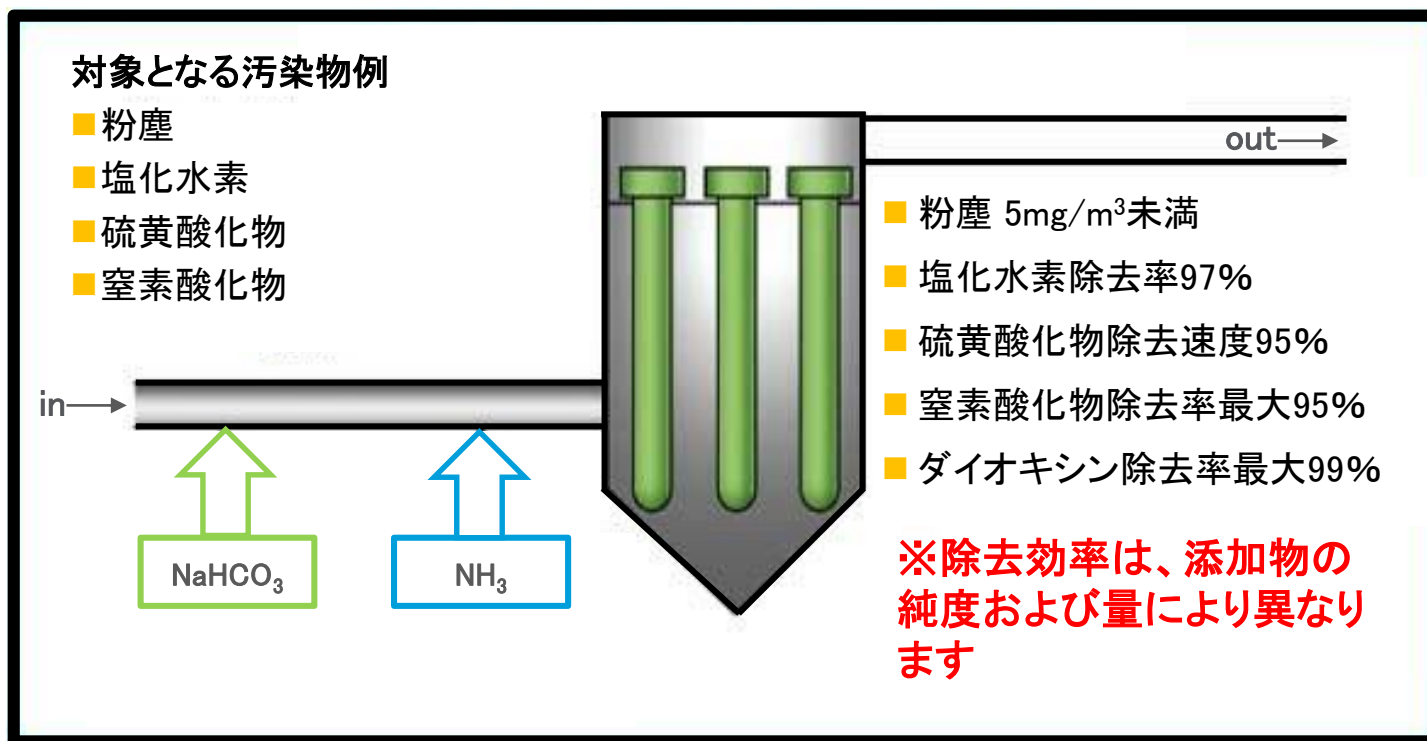 対象となる汚染物例
■粉塵
■塩化水素
■硫黄酸化物
■窒素酸化物
in
NaHCO₃
NH₃
out
■ 粉塵 5mg/m³未満
■ 塩化水素除去率97%
■ 硫黄酸化物除去速度95%
■ 窒素酸化物除去率最大95%
■ ダイオキシン除去率最大99%
※除去効率は、添加物の
純度および量により異なり
ます